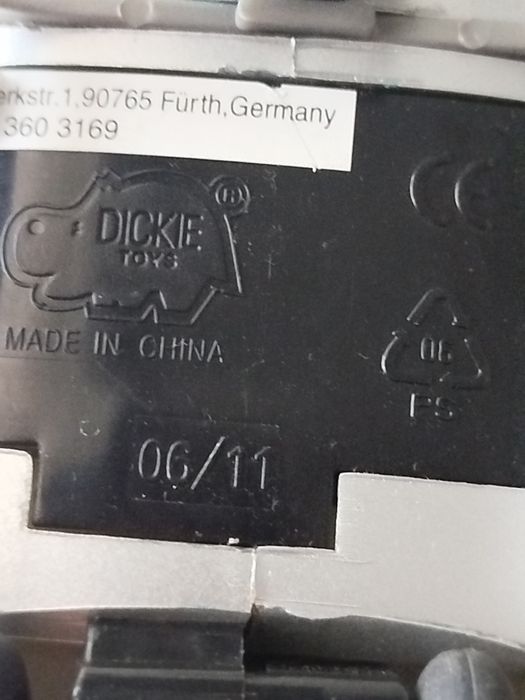 erkstr.1,90765 Fürth,Germany
360 3169
DICKIE ®
TOYS
CE
MADE IN CHINA
06
PS
06/11